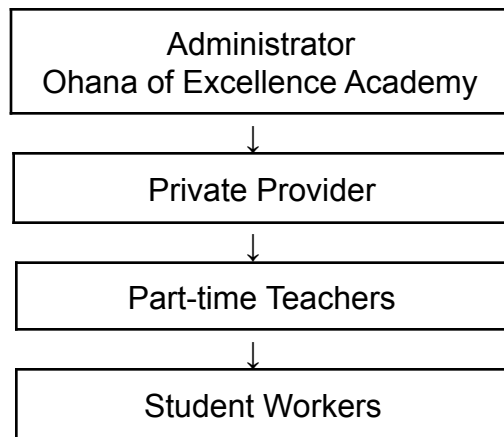 Administrator
Ohana of Excellence Academy
↓
Private Provider
↓
Part-time Teachers
↓
Student Workers